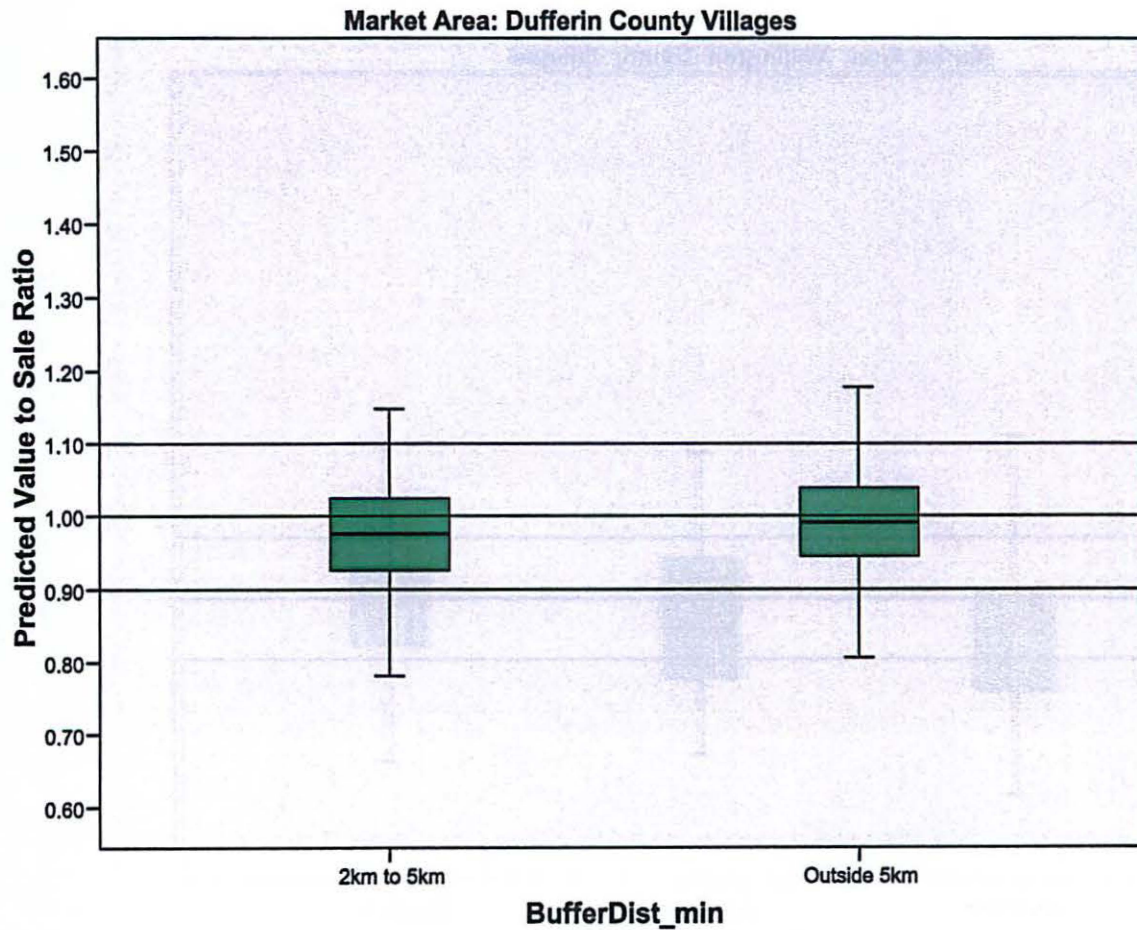 Market Area: Dufferin County Villages
Predicted Value to Sale Ratio
1.60
1.50
1.40
1.30
1.20
1.10
1.00
0.90
0.80
0.70
0.60
2km to 5km
Outside 5km
BufferDist_min